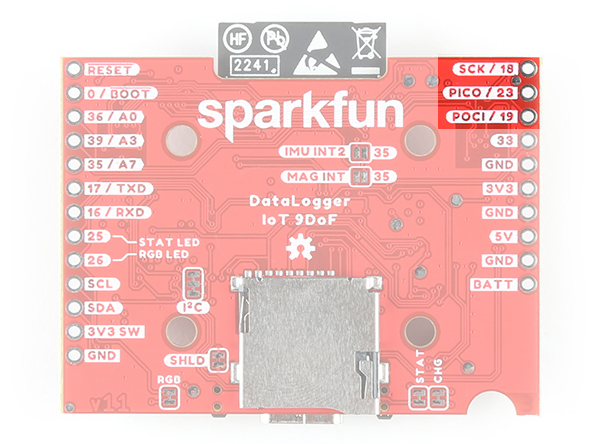 HF Pb
2241.
RESET
0 / BOOT
36 / A0
39 / A3
35 / A7
17 / TXD
16 / RXD
25 STAT LED
26 RGB LED
SCL
SDA
3V3 SW
GND
sparkfun
IMU INT2 35
MAG INT 35
DataLogger
IoT 9DoF
I²C
SHLD
RGB
v11
STAT
CHG
SCK / 18
PICO / 23
POCI / 19
33
GND
3V3
GND
5V
GND
BATT